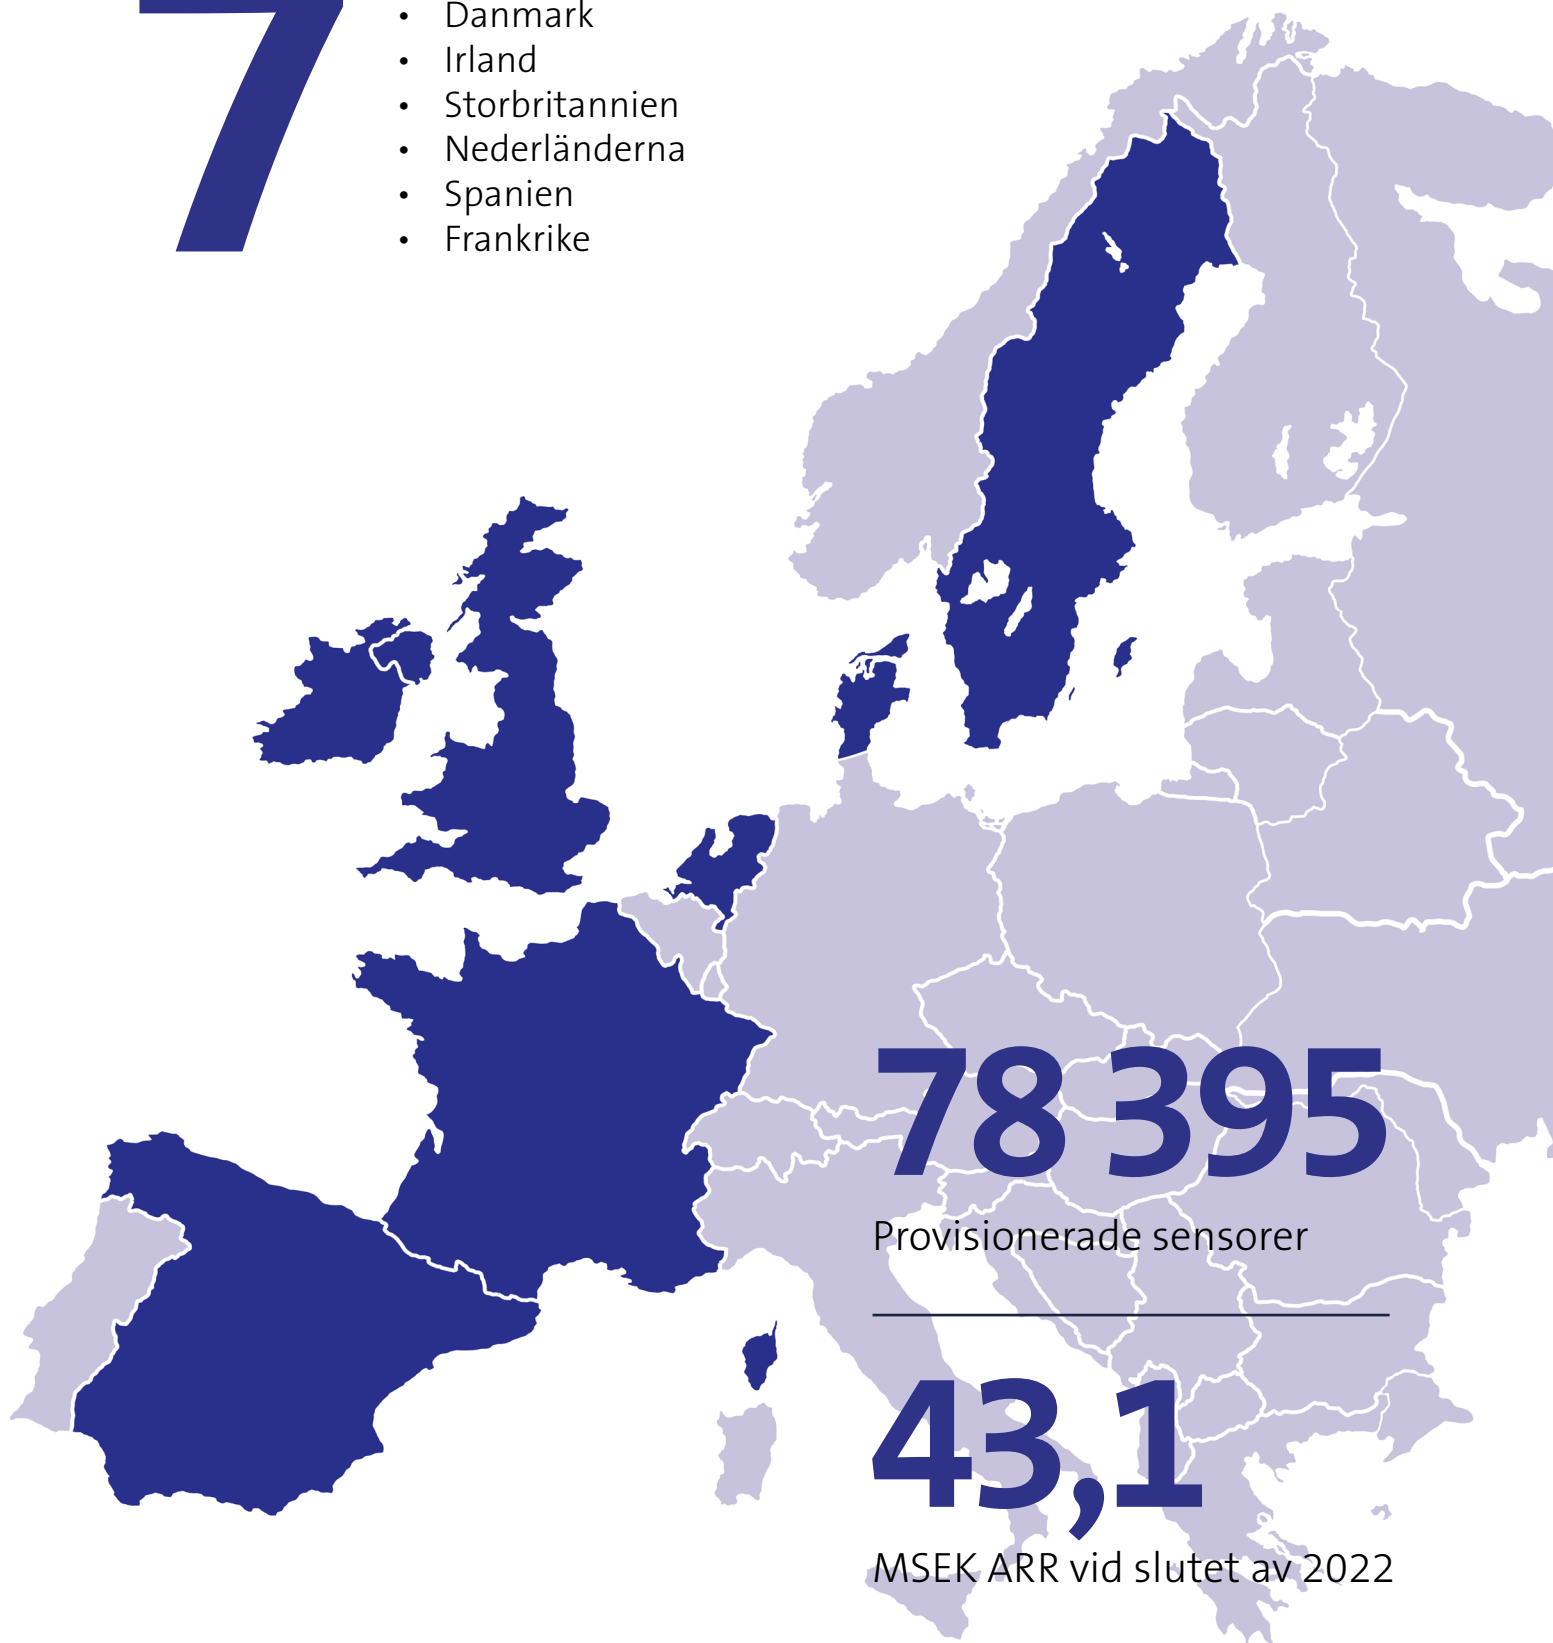 7
• Danmark
• Irland
• Storbritannien
• Nederländerna
• Spanien
• Frankrike
78 395
Provisionerade sensorer
43,1
MSEK ARR vid slutet av 2022